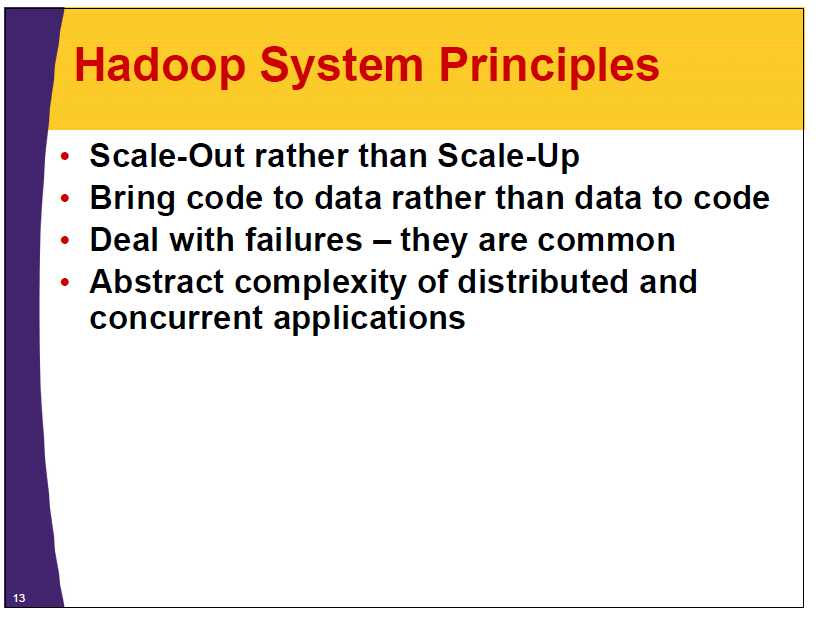 Hadoop System Principles
• Scale-Out rather than Scale-Up
• Bring code to data rather than data to code
• Deal with failures – they are common
• Abstract complexity of distributed and
concurrent applications
13